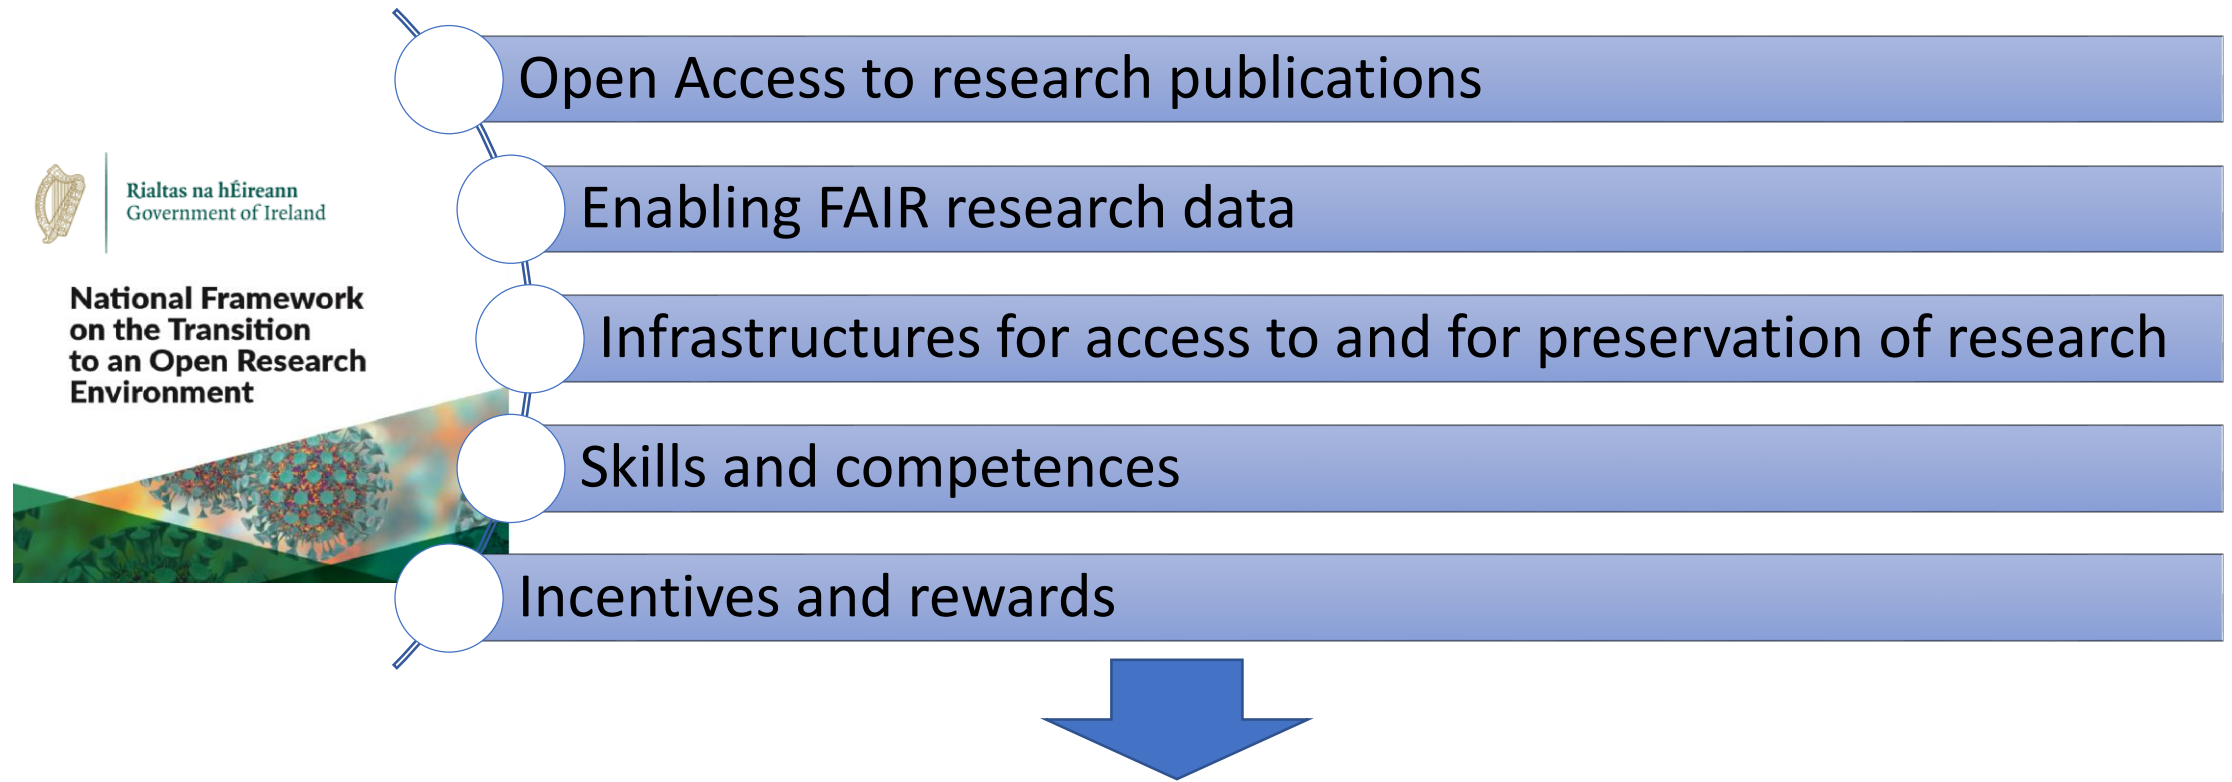 Rialtas na hÉireann
Government of Ireland
National Framework
on the Transition
to an Open Research
Environment
Open Access to research publications
Enabling FAIR research data
Infrastructures for access to and for preservation of research
Skills and competences
Incentives and rewards